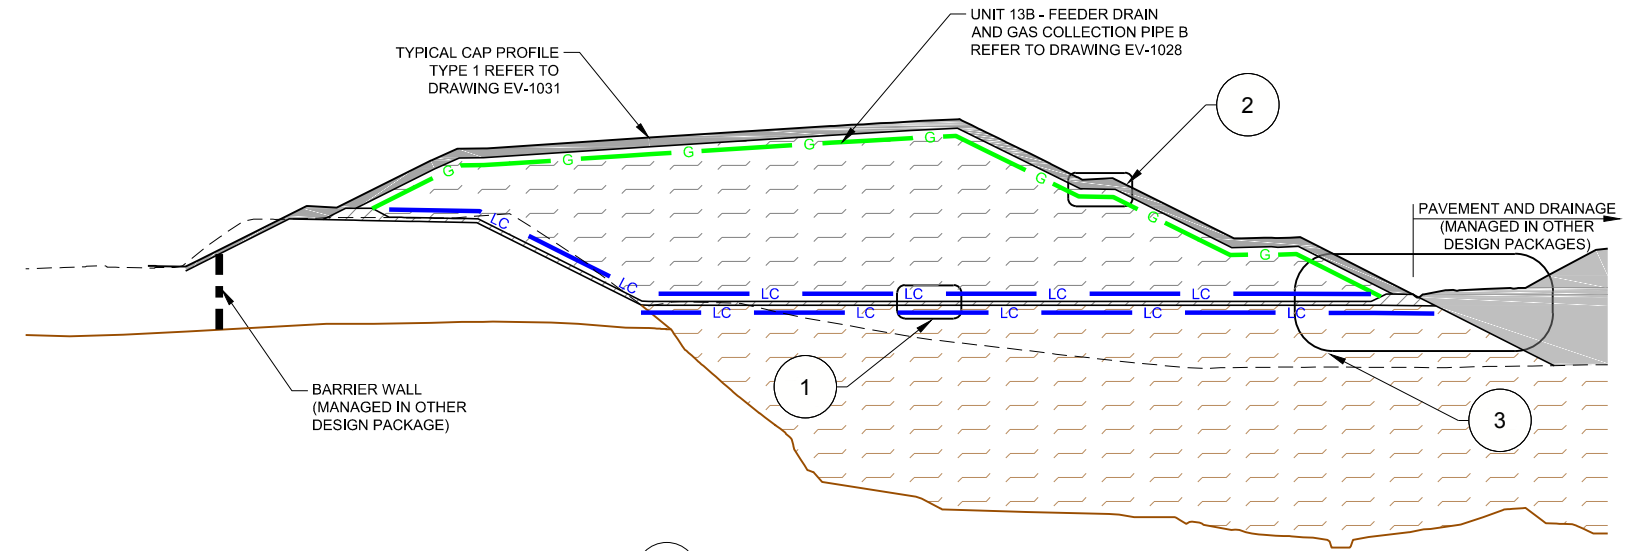 UNIT 13B - FEEDER DRAIN
AND GAS COLLECTION PIPE B
REFER TO DRAWING EV-1028
TYPICAL CAP PROFILE
TYPE 1 REFER TO
DRAWING EV-1031
2
G G G G G
G G G G
PAVEMENT AND DRAINAGE
(MANAGED IN OTHER
DESIGN PACKAGES)
LC
LC
LC LC LC LC LC
LC LC LC LC LC
BARRIER WALL
(MANAGED IN OTHER
DESIGN PACKAGE)
1
3